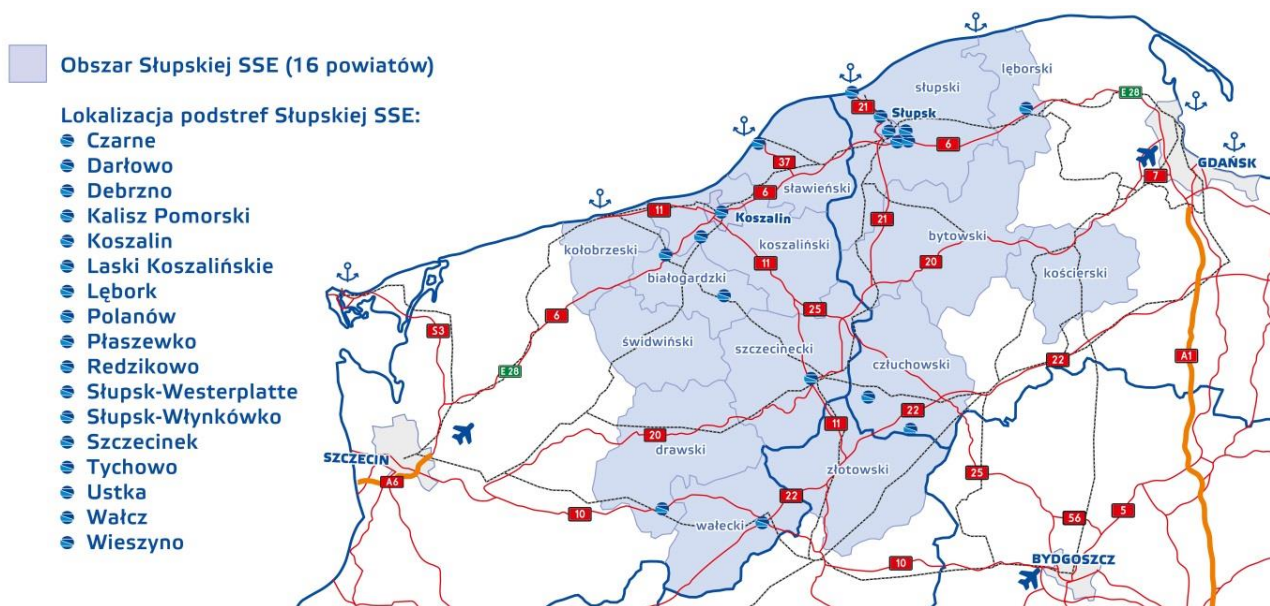 Obszar Słupskiej SSE (16 powiatów)
Lokalizacja podstref Słupskiej SSE:
Czarne
Darłowo
Debrzno
Kalisz Pomorski
Koszalin
Laski Koszalińskie
Lębork
Polanów
Płaszewko
Redzikowo
Słupsk-Westerplatte
Słupsk-Włynkówko
Szczecinek
Tychowo
Ustka
Wałcz
Wieszyno
lęborski
słupski
E 28
21
Słupsk
6
GDAŃSK
7
37
sławieński
6
11
Koszalin
21
kołobrzeski
koszaliński
bytowski
20
białogardzki
11
kościerski
6
25
S3
świdwiński
szczecinecki
A1
22
człuchowski
E 28
22
11
20
drawski
SZCZECIN
złotowski
25
A6
22
10
wałecki
56
5
10
BYDGOSZCZ